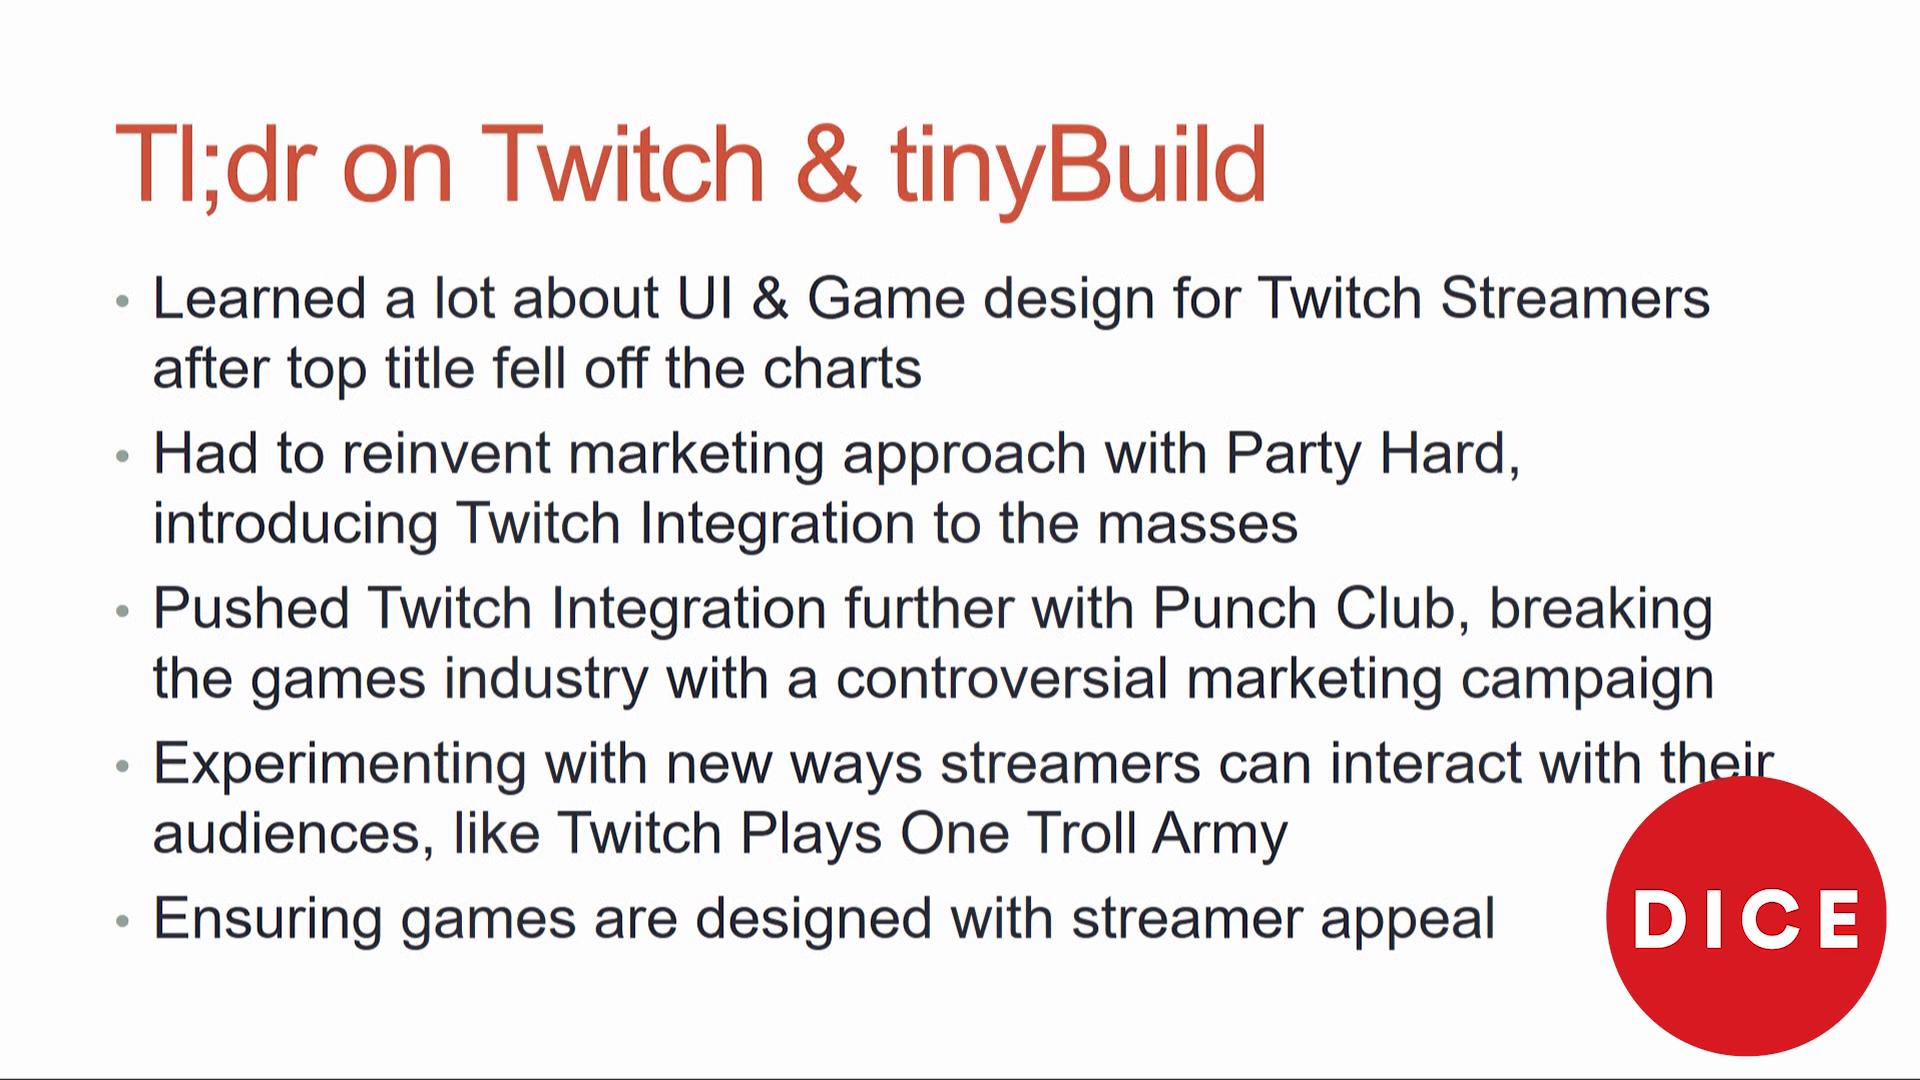 Tl;dr on Twitch & tinyBuild
• Learned a lot about UI & Game design for Twitch Streamers
after top title fell off the charts
• Had to reinvent marketing approach with Party Hard,
introducing Twitch Integration to the masses
• Pushed Twitch Integration further with Punch Club, breaking
the games industry with a controversial marketing campaign
• Experimenting with new ways streamers can interact with their
audiences, like Twitch Plays One Troll Army
• Ensuring games are designed with streamer appeal
DICE